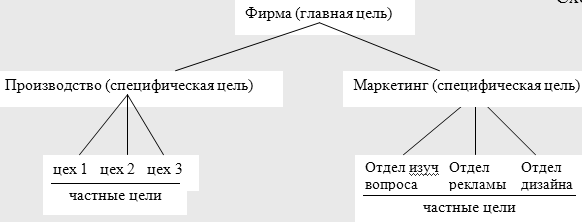 Фирма (главная цель)
Производство (специфическая цель)
Маркетинг (специфическая цель)
цех 1 цех 2 цех 3
частные цели
Отдел изуч
вопроса
Отдел
рекламы
Отдел
дизайна
частные цели